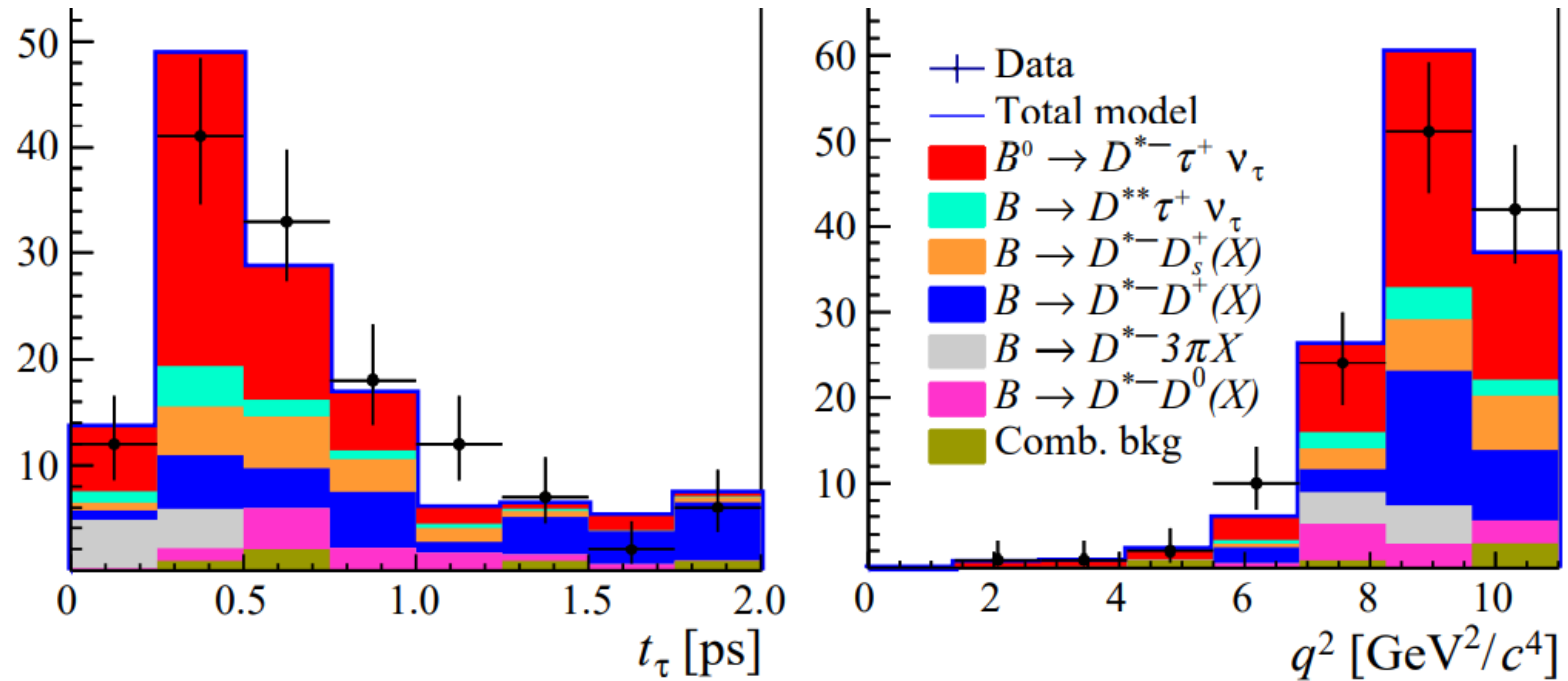 50
40
30
20
10
0
0.5
1.0
1.5
2.0
t_τ [ps]
60
50
40
30
20
10
0
2
4
6
8
10
q² [GeV²/c⁴]
Data
Total model
B⁰ → D*⁻ τ⁺ ν_τ
B → D** τ⁺ ν_τ
B → D*⁻ D_s⁺(X)
B → D*⁻ D⁺(X)
B → D*⁻ 3πX
B → D*⁻ D⁰(X)
Comb. bkg